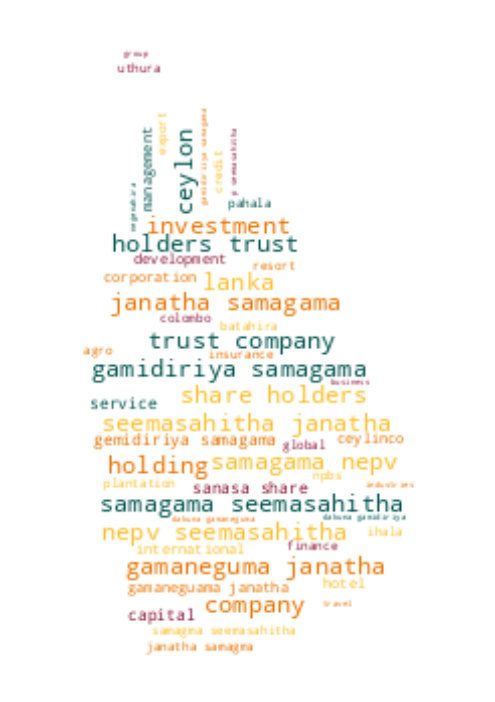 group
uthura
management
export
ceylon
gamidiriya samagama
credit
pahala
investment
holders trust
development
resort
corporation
lanka
janatha samagama
colombo
batahira
trust company
agro
insurance
gamidiriya samagama
business
share holders
service
seemasahitha janatha
gemidiriya samagama
global
ceylinco
holding
samagama nepv
npbs
plantation
sanasa share
industries
samagama seemasahitha
dakuna gamaneguma
dakuna gamidiriya
nepv seemasahitha
ihala
international
finance
gamaneguma janatha
gamaneguama janatha
hotel
company
travel
capital
samagma seemasahitha
janatha samagma